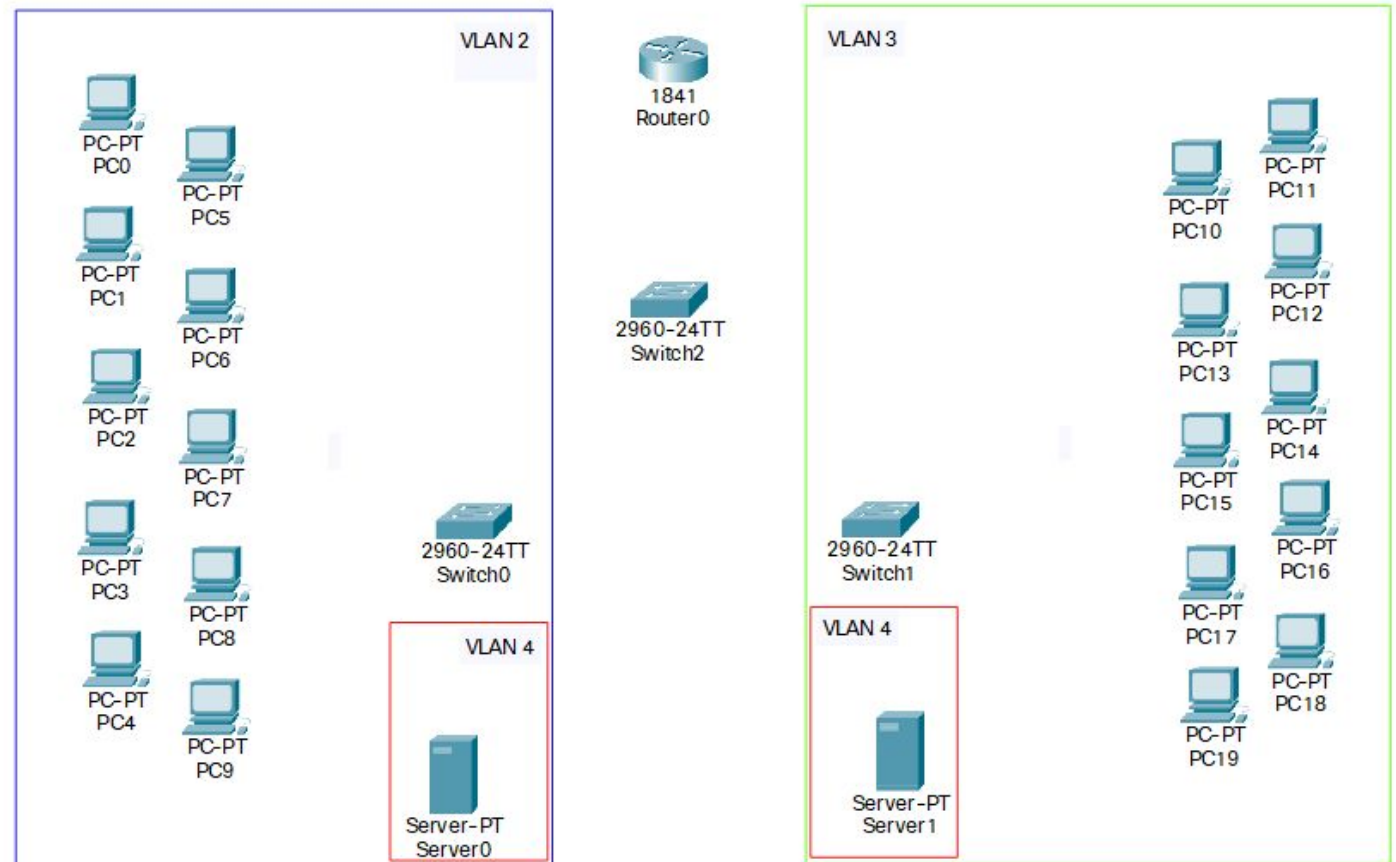 VLAN 2
PC-PT
PC0
PC-PT
PC5
PC-PT
PC1
PC-PT
PC6
PC-PT
PC2
PC-PT
PC7
PC-PT
PC3
PC-PT
PC8
PC-PT
PC4
PC-PT
PC9
2960-24TT
Switch0
VLAN 4
Server-PT
Server0
1841
Router0
2960-24TT
Switch2
VLAN 3
PC-PT
PC11
PC-PT
PC10
PC-PT
PC12
PC-PT
PC13
PC-PT
PC14
PC-PT
PC15
PC-PT
PC16
PC-PT
PC17
PC-PT
PC18
PC-PT
PC19
2960-24TT
Switch1
VLAN 4
Server-PT
Server1